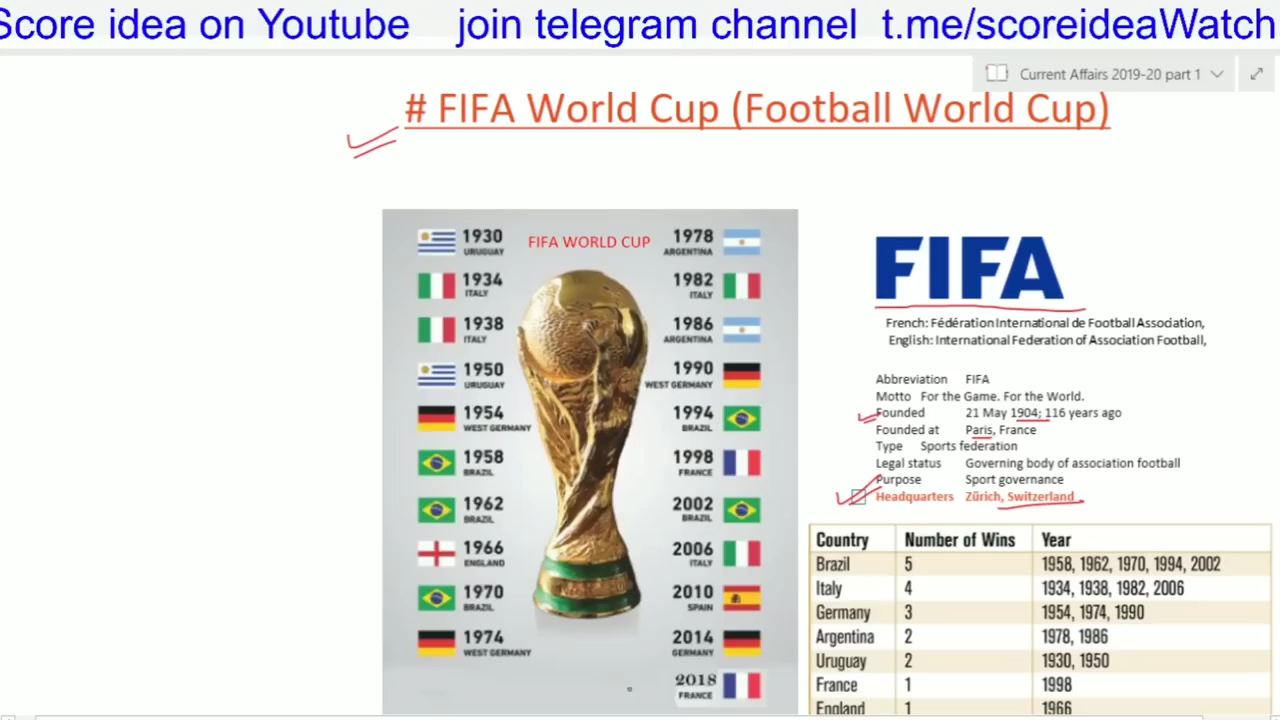 Score idea on Youtube join telegram channel t.me/scoreideaWatch
Current Affairs 2019-20 part 1
# FIFA World Cup (Football World Cup)
FIFA WORLD CUP
1930
URUGUAY
1934
ITALY
1938
ITALY
1950
URUGUAY
1954
WEST GERMANY
1958
BRAZIL
1962
BRAZIL
1966
ENGLAND
1970
BRAZIL
1974
WEST GERMANY
1978
ARGENTINA
1982
ITALY
1986
ARGENTINA
1990
WEST GERMANY
1994
BRAZIL
1998
FRANCE
2002
BRAZIL
2006
ITALY
2010
SPAIN
2014
GERMANY
2018
FRANCE
FIFA
French: Fédération International de Football Association,
English: International Federation of Association Football,
Abbreviation FIFA
Motto For the Game. For the World.
Founded 21 May 1904; 116 years ago
Founded at Paris, France
Type Sports federation
Legal status Governing body of association football
Purpose Sport governance
Headquarters Zürich, Switzerland
Country Number of Wins Year
Brazil 5 1958, 1962, 1970, 1994, 2002
Italy 4 1934, 1938, 1982, 2006
Germany 3 1954, 1974, 1990
Argentina 2 1978, 1986
Uruguay 2 1930, 1950
France 1 1998
England 1 1966